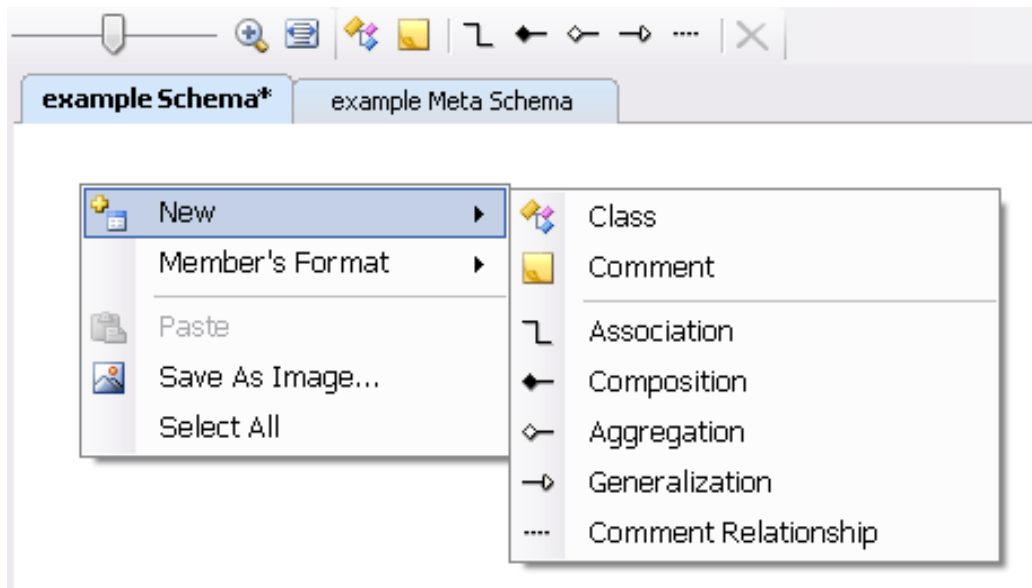 example Schema*
example Meta Schema
New
Member's Format
Paste
Save As Image...
Select All
Class
Comment
Association
Composition
Aggregation
Generalization
Comment Relationship